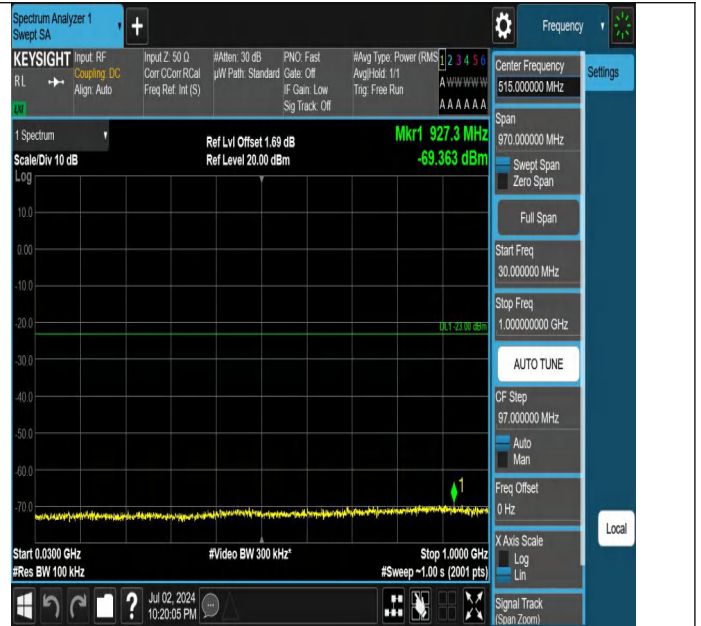 Spectrum Analyzer 1
Swept SA
Frequency
KEYSIGHT
RL
LXI
Input: RF
Coupling: DC
Align: Auto
Input Z: 50 Ω
Corr CCorr RCal
Freq Ref: Int (S)
#Atten: 30 dB
µW Path: Standard
PNO: Fast
Gate: Off
IF Gain: Low
Sig Track: Off
#Avg Type: Power (RMS
Avg|Hold: 1/1
Trig: Free Run
1 2 3 4 5 6
A W W W W W
A A A A A A
1 Spectrum
Scale/Div 10 dB
Log
Ref Lvl Offset 1.69 dB
Ref Level 20.00 dBm
Mkr1 927.3 MHz
-69.363 dBm
10.0
0.00
-10.0
-20.0
-30.0
-40.0
-50.0
-60.0
-70.0
DL1 -23.00 dBm
1
Start 0.0300 GHz
#Res BW 100 kHz
#Video BW 300 kHz*
Stop 1.0000 GHz
#Sweep ~1.00 s (2001 pts)
Jul 02, 2024
10:20:05 PM
Center Frequency
515.000000 MHz
Span
970.000000 MHz
Swept Span
Zero Span
Full Span
Start Freq
30.000000 MHz
Stop Freq
1.000000000 GHz
AUTO TUNE
CF Step
97.000000 MHz
Auto
Man
Freq Offset
0 Hz
X Axis Scale
Log
Lin
Signal Track
(Span Zoom)
Settings
Local